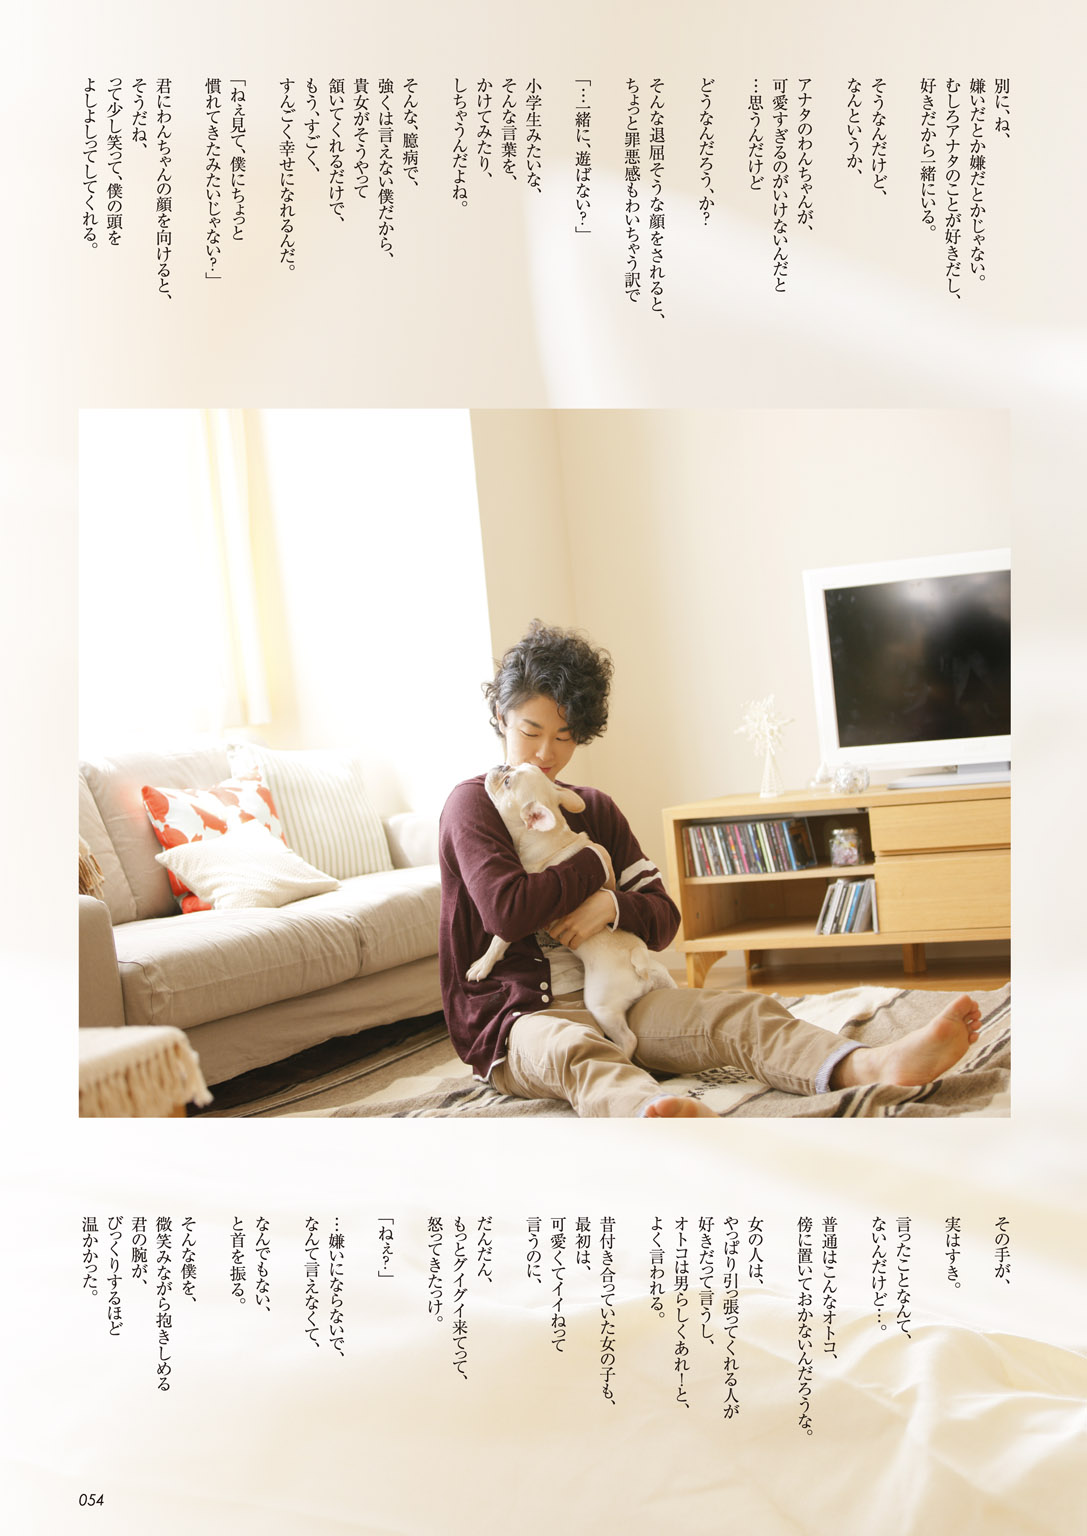 別に、ね、
嫌いだとか嫌だとかじゃない。
むしろアナタのことが好きだし、
好きだから一緒にいる。
そうなんだけど、
なんというか、
アナタのわんちゃんが、
可愛すぎるのがいけないんだと
…思うんだけど
どうなんだろう、か？
そんな退屈そうな顔をされると、
ちょっと罪悪感もわいちゃう訳で
「…一緒に、遊ばない？」
小学生みたいな、
そんな言葉を、
かけてみたり、
しちゃうんだよね。
そんな、臆病で、
強くは言えない僕だから、
貴女がそうやって
頷いてくれるだけで、
もう、すごく、
すんごく幸せになれるんだ。
「ねぇ見て、僕にちょっと
慣れてきたみたいじゃない？」
君にわんちゃんの顔を向けると、
そうだね、
って少し笑って、僕の頭を
よしよしってしてくれる。
その手が、
実はすき。
言ったことなんて、
ないんだけど…。
普通はこんなオトコ、
傍に置いておかないんだろうな。
女の人は、
やっぱり引っ張ってくれる人が
好きだって言うし、
オトコは男らしくあれ！と、
よく言われる。
昔付き合っていた女の子も、
最初は、
可愛くてイイねって
言うのに、
だんだん、
もっとグイグイ来てって、
怒ってきたっけ。
「ねぇ？」
…嫌いにならないで、
なんて言えなくて、
なんでもない、
と首を振る。
そんな僕を、
微笑みながら抱きしめる
君の腕が、
びっくりするほど
温かかった。
054